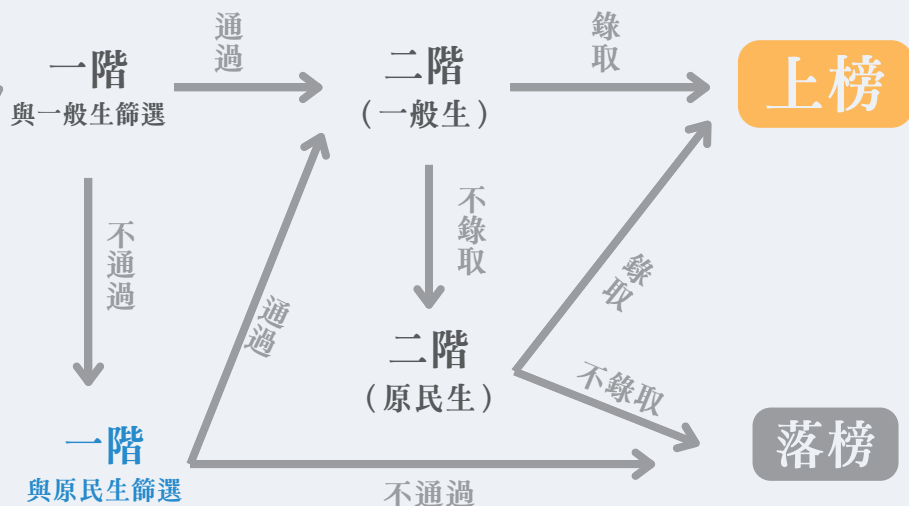 一階
與一般生篩選
通過
二階
(一般生)
錄取
上榜
不通過
不錄取
通過
錄取
二階
(原民生)
不錄取
一階
與原民生篩選
不通過
落榜